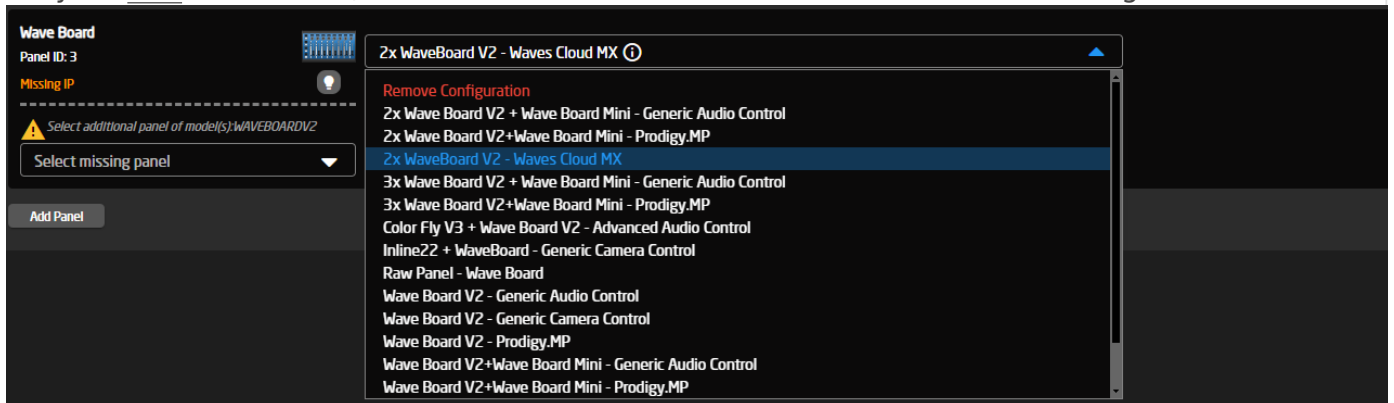 Wave Board
Panel ID: 3
Missing IP
Select additional panel of model(s):WAVEBOARDV2
Select missing panel
Add Panel
2x WaveBoard V2 - Waves Cloud MX
Remove Configuration
2x Wave Board V2 + Wave Board Mini - Generic Audio Control
2x Wave Board V2+Wave Board Mini - Prodigy.MP
2x WaveBoard V2 - Waves Cloud MX
3x Wave Board V2 + Wave Board Mini - Generic Audio Control
3x Wave Board V2+Wave Board Mini - Prodigy.MP
Color Fly V3 + Wave Board V2 - Advanced Audio Control
Inline22 + WaveBoard - Generic Camera Control
Raw Panel - Wave Board
Wave Board V2 - Generic Audio Control
Wave Board V2 - Generic Camera Control
Wave Board V2 - Prodigy.MP
Wave Board V2+Wave Board Mini - Generic Audio Control
Wave Board V2+Wave Board Mini - Prodigy.MP